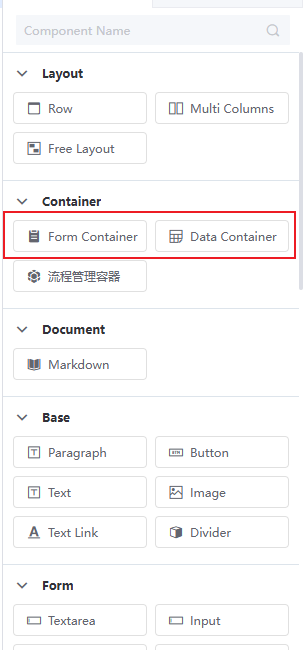 Component Name
Layout
Row
Multi Columns
Free Layout
Container
Form Container
Data Container
流程管理容器
Document
Markdown
Base
Paragraph
Button
Text
Image
Text Link
Divider
Form
Textarea
Input